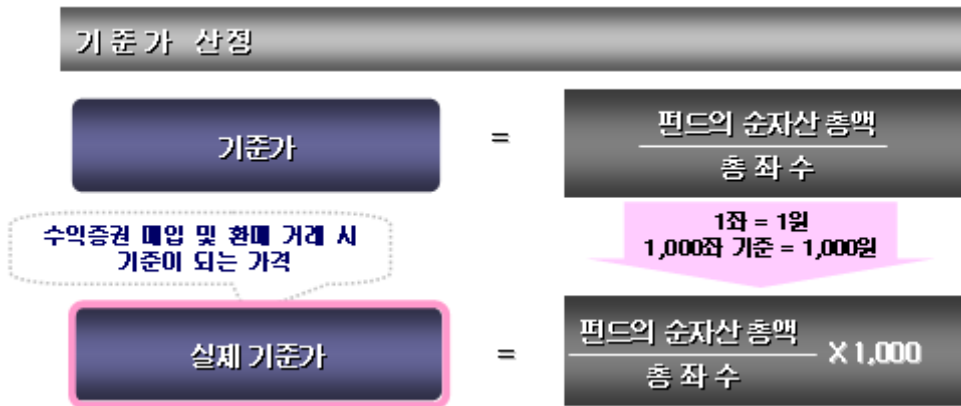 기준가 산정
기준가
=
펀드의 순자산 총액
총 좌 수
수익증권 매입 및 환매 거래 시
기준이 되는 가격
1좌 = 1원
1,000좌 기준 = 1,000원
실제 기준가
=
펀드의 순자산 총액
총 좌 수
X 1,000